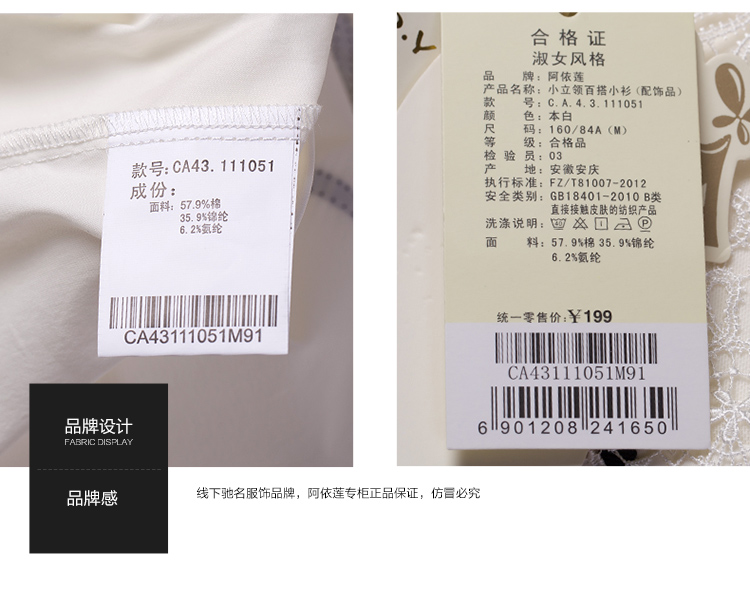 款号:CA43.111051
成份:
面料: 57.9%棉
35.9%锦纶
6.2%氨纶
CA43111051M91
P.L
合格证
淑女风格
品 牌: 阿依莲
产品名称: 小立领百搭小衫(配饰品)
款 号: C.A.4.3.111051
颜 色: 本白
尺 码: 160/84A(M)
等 级: 合格品
检 验 员: 03
产 地: 安徽安庆
执行标准: FZ/T81007-2012
安全类别: GB18401-2010 B类
直接接触皮肤的纺织产品
洗涤说明:
面 料: 57.9%棉 35.9%锦纶
6.2%氨纶
统一零售价:￥199
CA43111051M91
6 901208 241650
品牌设计
FABRIC DISPLAY
品牌感
线下驰名服饰品牌，阿依莲专柜正品保证，仿冒必究